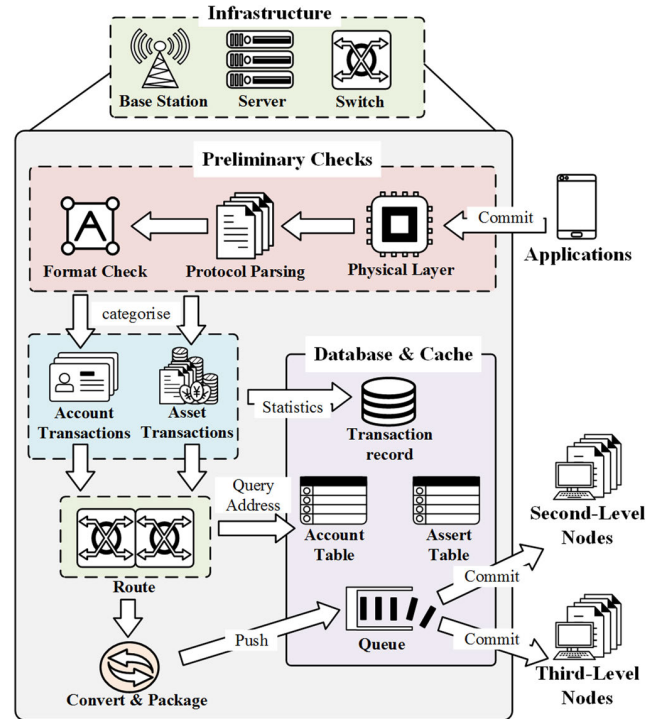 Infrastructure
Base Station
Server
Switch
Preliminary Checks
Commit
Format Check
Protocol Parsing
Physical Layer
Applications
categorise
Database & Cache
Account
Transactions
Asset
Transactions
Statistics
Transaction
record
Query
Address
Account
Table
Assert
Table
Second-Level
Nodes
Route
Commit
Push
Queue
Commit
Convert & Package
Third-Level
Nodes